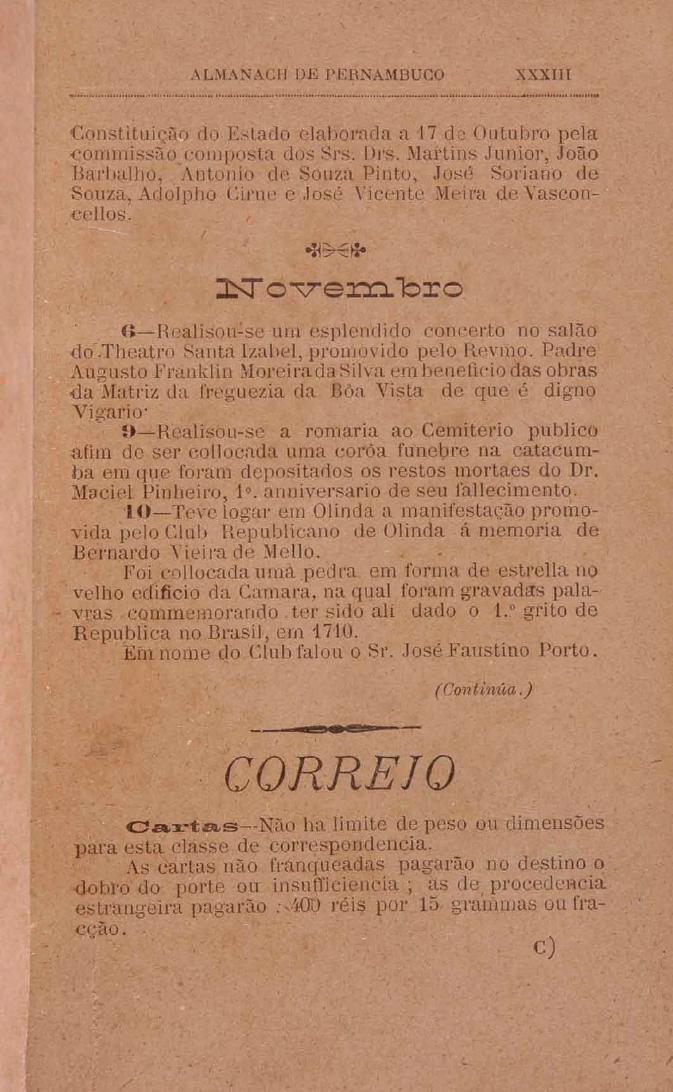 ALMANACH DE PERNAMBUCO XXXIII
Constituição do Estado elaborada a 17 de Outubro pela
commissão composta dos Srs. Drs. Martins Junior, João
Barbalho, Antonio de Souza Pinto, José Soriano de
Souza, Adolpho Cirne e José Vicente Meira de Vascon-
cellos.
Novembro
6—Realisou-se um esplendido concerto no salão
do Theatro Santa Izabel, promovido pelo Revmo. Padre
Augusto Franklin Moreira da Silva em beneficio das obras
da Matriz da freguezia da Bôa Vista de que é digno
Vigario·
9—Realisou-se a romaria ao Cemiterio publico
afim de ser collocada uma corôa funebre na catacum-
ba em que foram depositados os restos mortaes do Dr.
Maciel Pinheiro, 1º. anniversario de seu fallecimento.
10—Teve logar em Olinda a manifestação promo-
vida pelo Club Republicano de Olinda á memoria de
Bernardo Vieira de Mello.
Foi collocada uma pedra em forma de estrella no
velho edificio da Camara, na qual foram gravadas pala-
vras commemorando ter sido ali dado o 1.º grito de
Republica no Brasil, em 1710.
Em nome do Club falou o Sr. José Faustino Porto.
(Continúa.)
CORREIO
Cartas—Não ha limite de peso ou dimensões
para esta classe de correspondencia.
As cartas não franqueadas pagarão no destino o
dobro do porte ou insufficiencia ; as de procedencia
estrangeira pagarão : 400 réis por 15 grammas ou fra-
cção.
C)